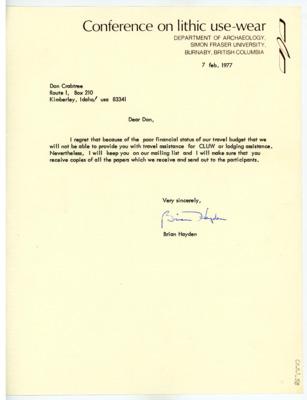 Conference on lithic use-wear
DEPARTMENT OF ARCHAEOLOGY,
SIMON FRASER UNIVERSITY,
BURNABY, BRITISH COLUMBIA
7 feb, 1977
Don Crabtree
Route 1, Box 210
Kimberley, Idaho/ usa 83341
Dear Don,
I regret that because of the poor financial status of our travel budget that we
will not be able to provide you with travel assistance for CLUW or lodging assistance.
Nevertheless, I will keep you on our mailing list and I will make sure that you
receive copies of all the papers which we receive and send out to the participants.
Very sincerely,
Brian Hayden
Brian Hayden